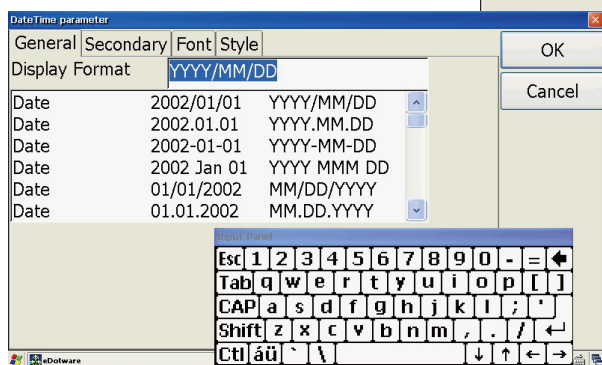 DateTime parameter
General Secondary Font Style
OK
Display Format YYYY/MM/DD
Cancel
Date 2002/01/01 YYYY/MM/DD
Date 2002.01.01 YYYY.MM.DD
Date 2002-01-01 YYYY-MM-DD
Date 2002 Jan 01 YYYY MMM DD
Date 01/01/2002 MM/DD/YYYY
Date 01.01.2002 MM.DD.YYYY
Input Panel
Esc 1 2 3 4 5 6 7 8 9 0 - =
Tab q w e r t y u i o p [ ]
CAP a s d f g h j k l ; '
Shift z x c v b n m , . /
Ctl áü ` \
eDotware